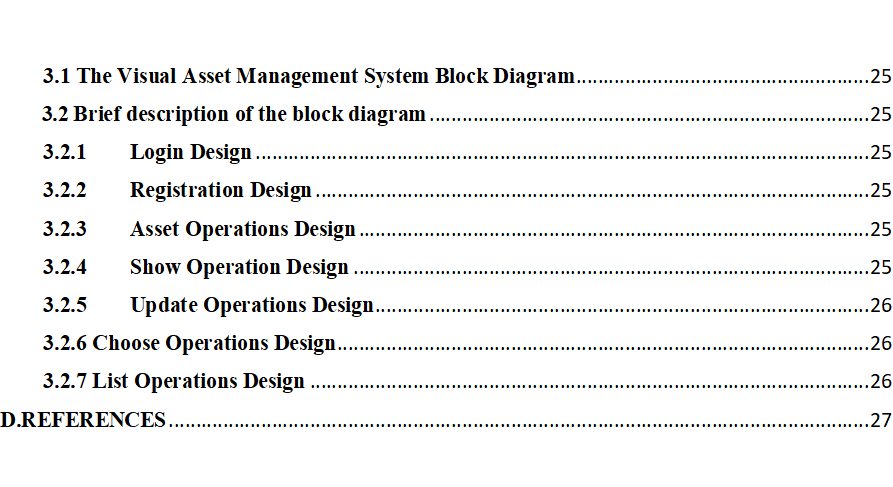 3.1 The Visual Asset Management System Block Diagram....................................................25
3.2 Brief description of the block diagram................................................................................25
3.2.1 Login Design................................................................................................................25
3.2.2 Registration Design......................................................................................................25
3.2.3 Asset Operations Design..............................................................................................25
3.2.4 Show Operation Design...............................................................................................25
3.2.5 Update Operations Design...........................................................................................26
3.2.6 Choose Operations Design..................................................................................................26
3.2.7 List Operations Design.......................................................................................................26
D.REFERENCES................................................................................................................................27